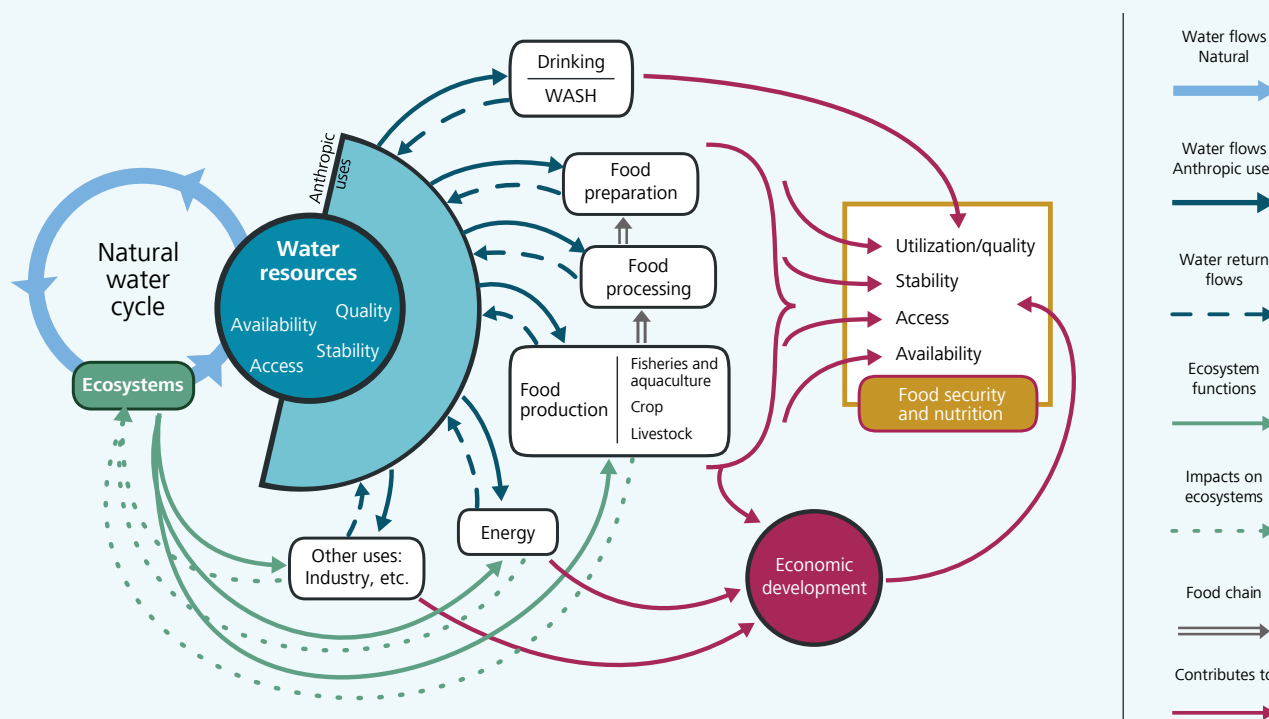 Drinking
WASH
Anthropic
uses
Food
preparation
Natural
water
cycle
Water
resources
Quality
Availability
Stability
Access
Food
processing
Ecosystems
Food
production
Fisheries and
aquaculture
Crop
Livestock
Energy
Other uses:
Industry, etc.
Utilization/quality
Stability
Access
Availability
Food security
and nutrition
Economic
development
Water flows
Natural
Water flows
Anthropic use
Water return
flows
Ecosystem
functions
Impacts on
ecosystems
Food chain
Contributes to